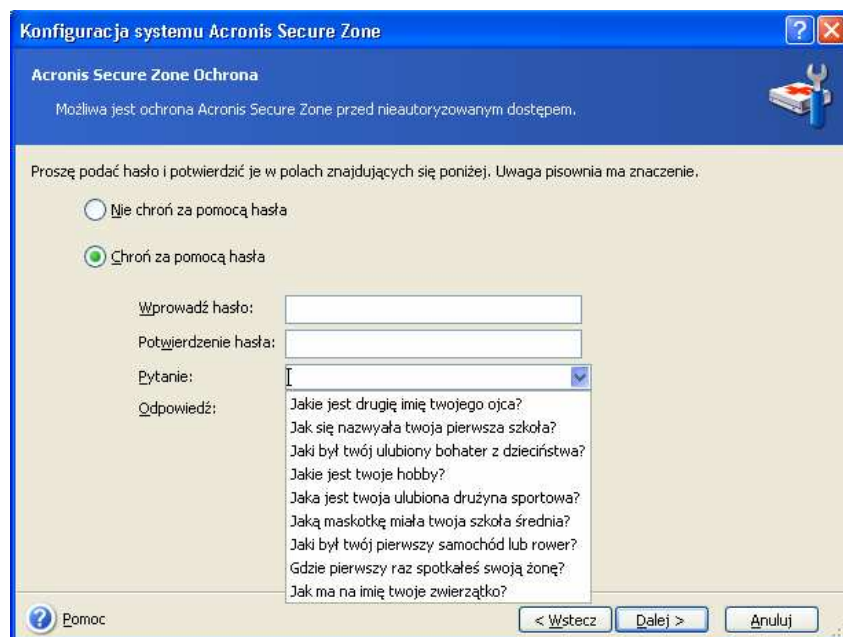 Konfiguracja systemu Acronis Secure Zone
Acronis Secure Zone Ochrona
Możliwa jest ochrona Acronis Secure Zone przed nieautoryzowanym dostępem.
Proszę podać hasło i potwierdzić je w polach znajdujących się poniżej. Uwaga pisownia ma znaczenie.
Nie chroń za pomocą hasła
Chroń za pomocą hasła
Wprowadź hasło:
Potwierdzenie hasła:
Pytanie:
Odpowiedź:
Jakie jest drugię imię twojego ojca?
Jak się nazwyała twoja pierwsza szkoła?
Jaki był twój ulubiony bohater z dzieciństwa?
Jakie jest twoje hobby?
Jaka jest twoja ulubiona drużyna sportowa?
Jaką maskotkę miała twoja szkoła średnia?
Jaki był twój pierwszy samochód lub rower?
Gdzie pierwszy raz spotkałeś swoją żonę?
Jak ma na imię twoje zwierzątko?
Pomoc
< Wstecz
Dalej >
Anuluj